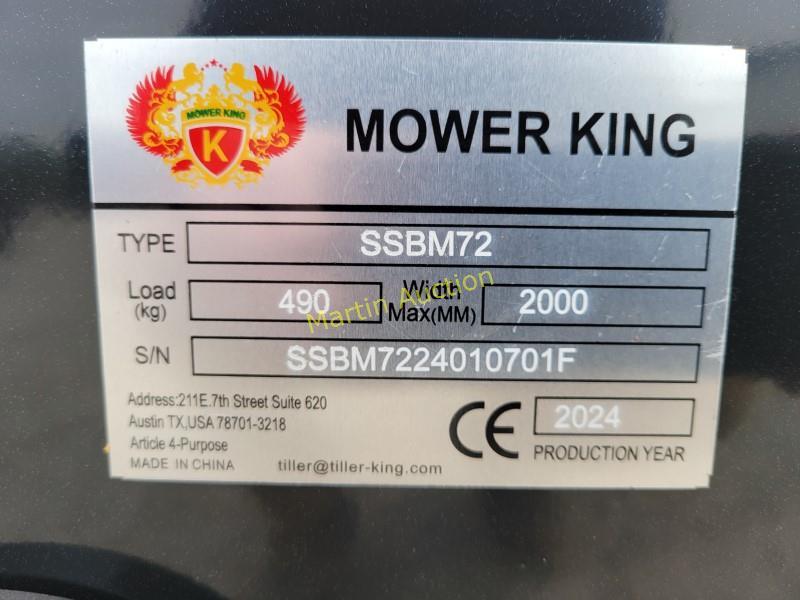 MOWER KING
K
MOWER KING
TYPE SSBM72
Load (kg) 490 Width Max(MM) 2000
Martin Auction
S/N SSBM7224010701F
Address:211E.7th Street Suite 620
Austin TX,USA 78701-3218
Article 4-Purpose
MADE IN CHINA tiller@tiller-king.com
CE 2024
PRODUCTION YEAR